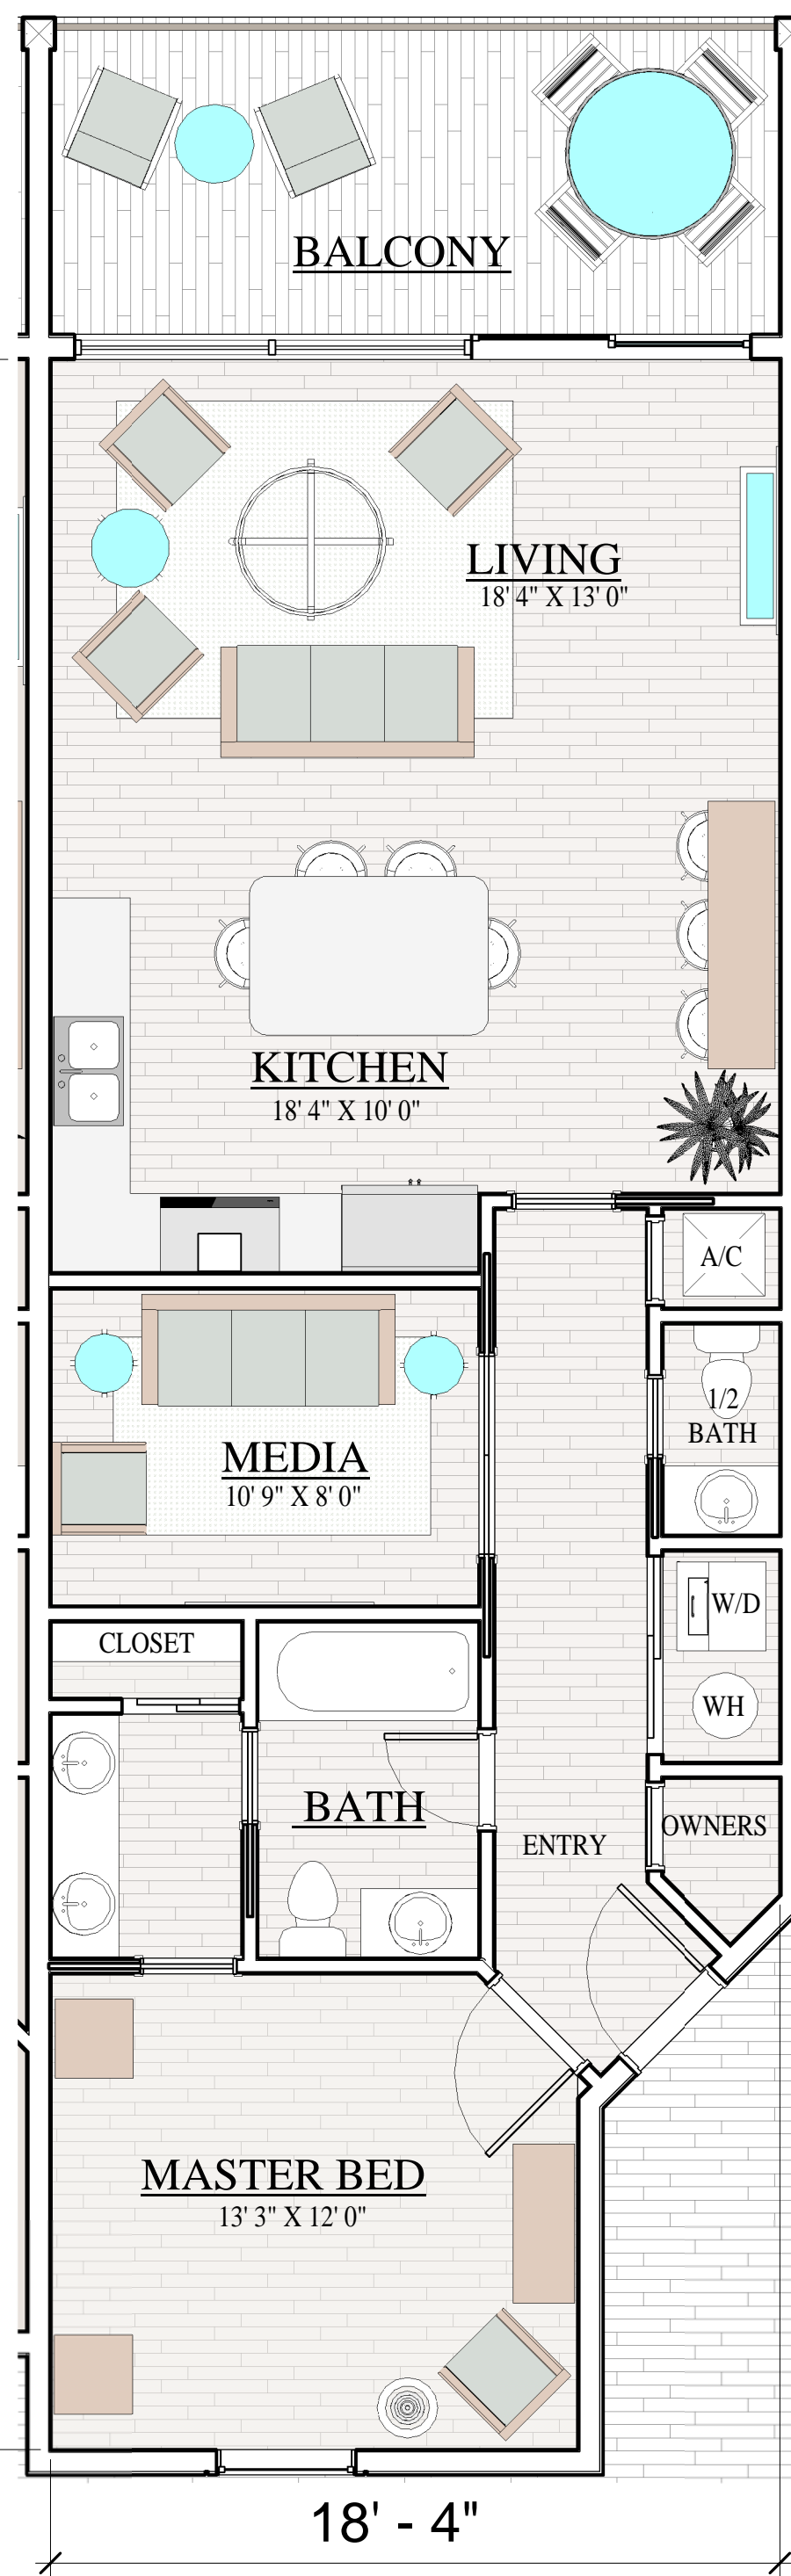 BALCONY
LIVING
18' 4" X 13' 0"
KITCHEN
18' 4" X 10' 0"
A/C
1/2
BATH
MEDIA
10' 9" X 8' 0"
W/D
CLOSET
WH
BATH
OWNERS
ENTRY
MASTER BED
13' 3" X 12' 0"
18' - 4"